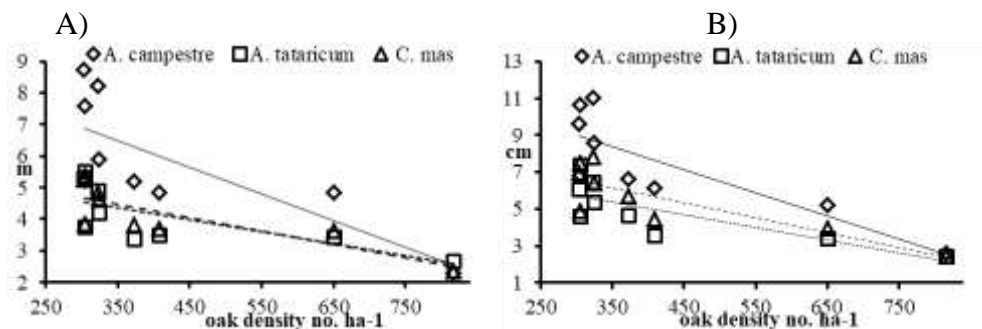 A)
B)
A. campestre A. tataricum C. mas
9
8
7
6
5
4
3
2
m
250 350 450 550 650 750
oak density no. ha-1
A. campestre A. tataricum C. mas
13
11
9
7
5
3
1
cm
250 350 450 550 650 750
oak density no. ha-1